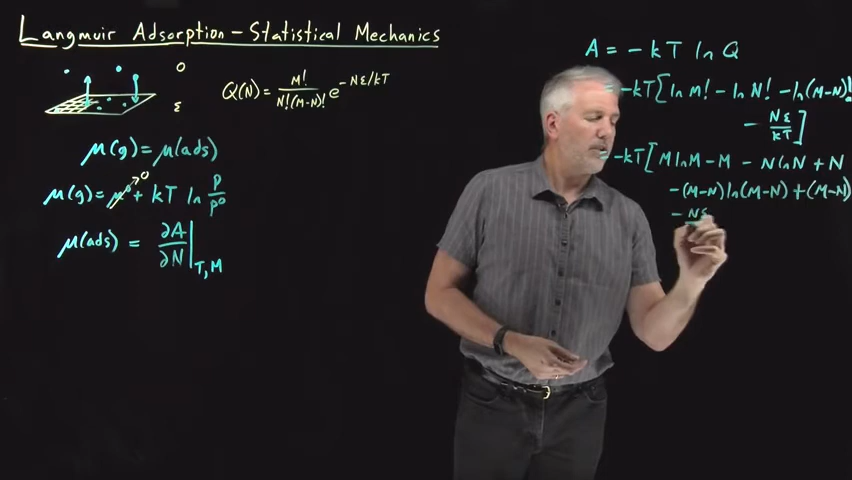 Langmuir Adsorption – Statistical Mechanics
0
ε
Q(N) = M!/(N!(M-N)!) e^(-Nε/kT)
μ(g) = μ(ads)
μ(g) = μ° → 0 + kT ln P/P°
μ(ads) = ∂A/∂N |T,M
A = - kT ln Q
= -kT[ln M! - ln N! - ln(M-N)!
- Nε/kT]
= -kT[M ln M - M - N ln N + N
-(M-N) ln(M-N) + (M-N)
- Nε